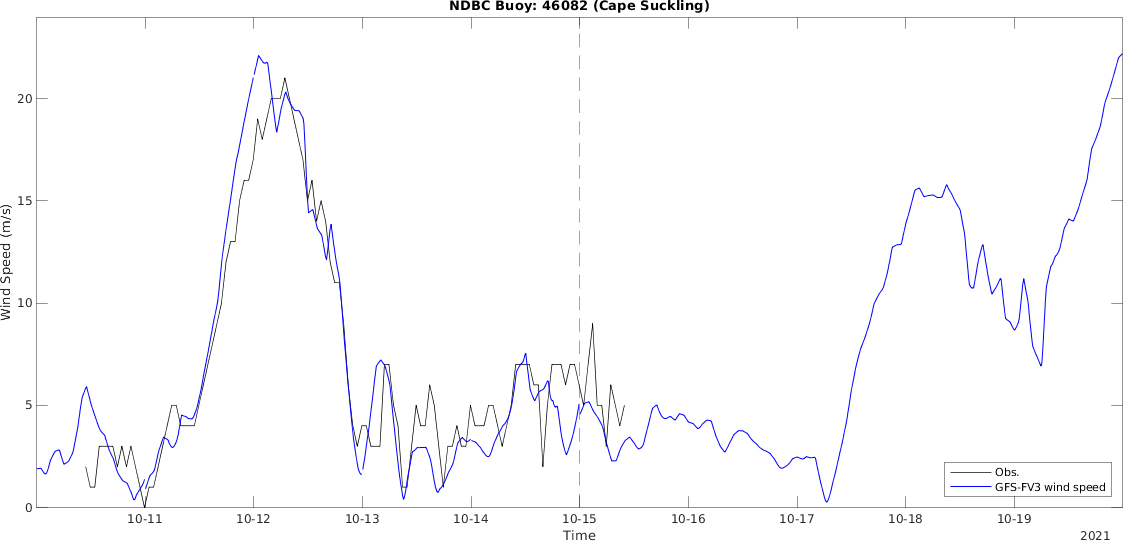 NDBC Buoy: 46082 (Cape Suckling)
Wind Speed (m/s)
20
15
10
5
0
Obs.
GFS-FV3 wind speed
10-11 10-12 10-13 10-14 10-15 10-16 10-17 10-18 10-19
Time
2021